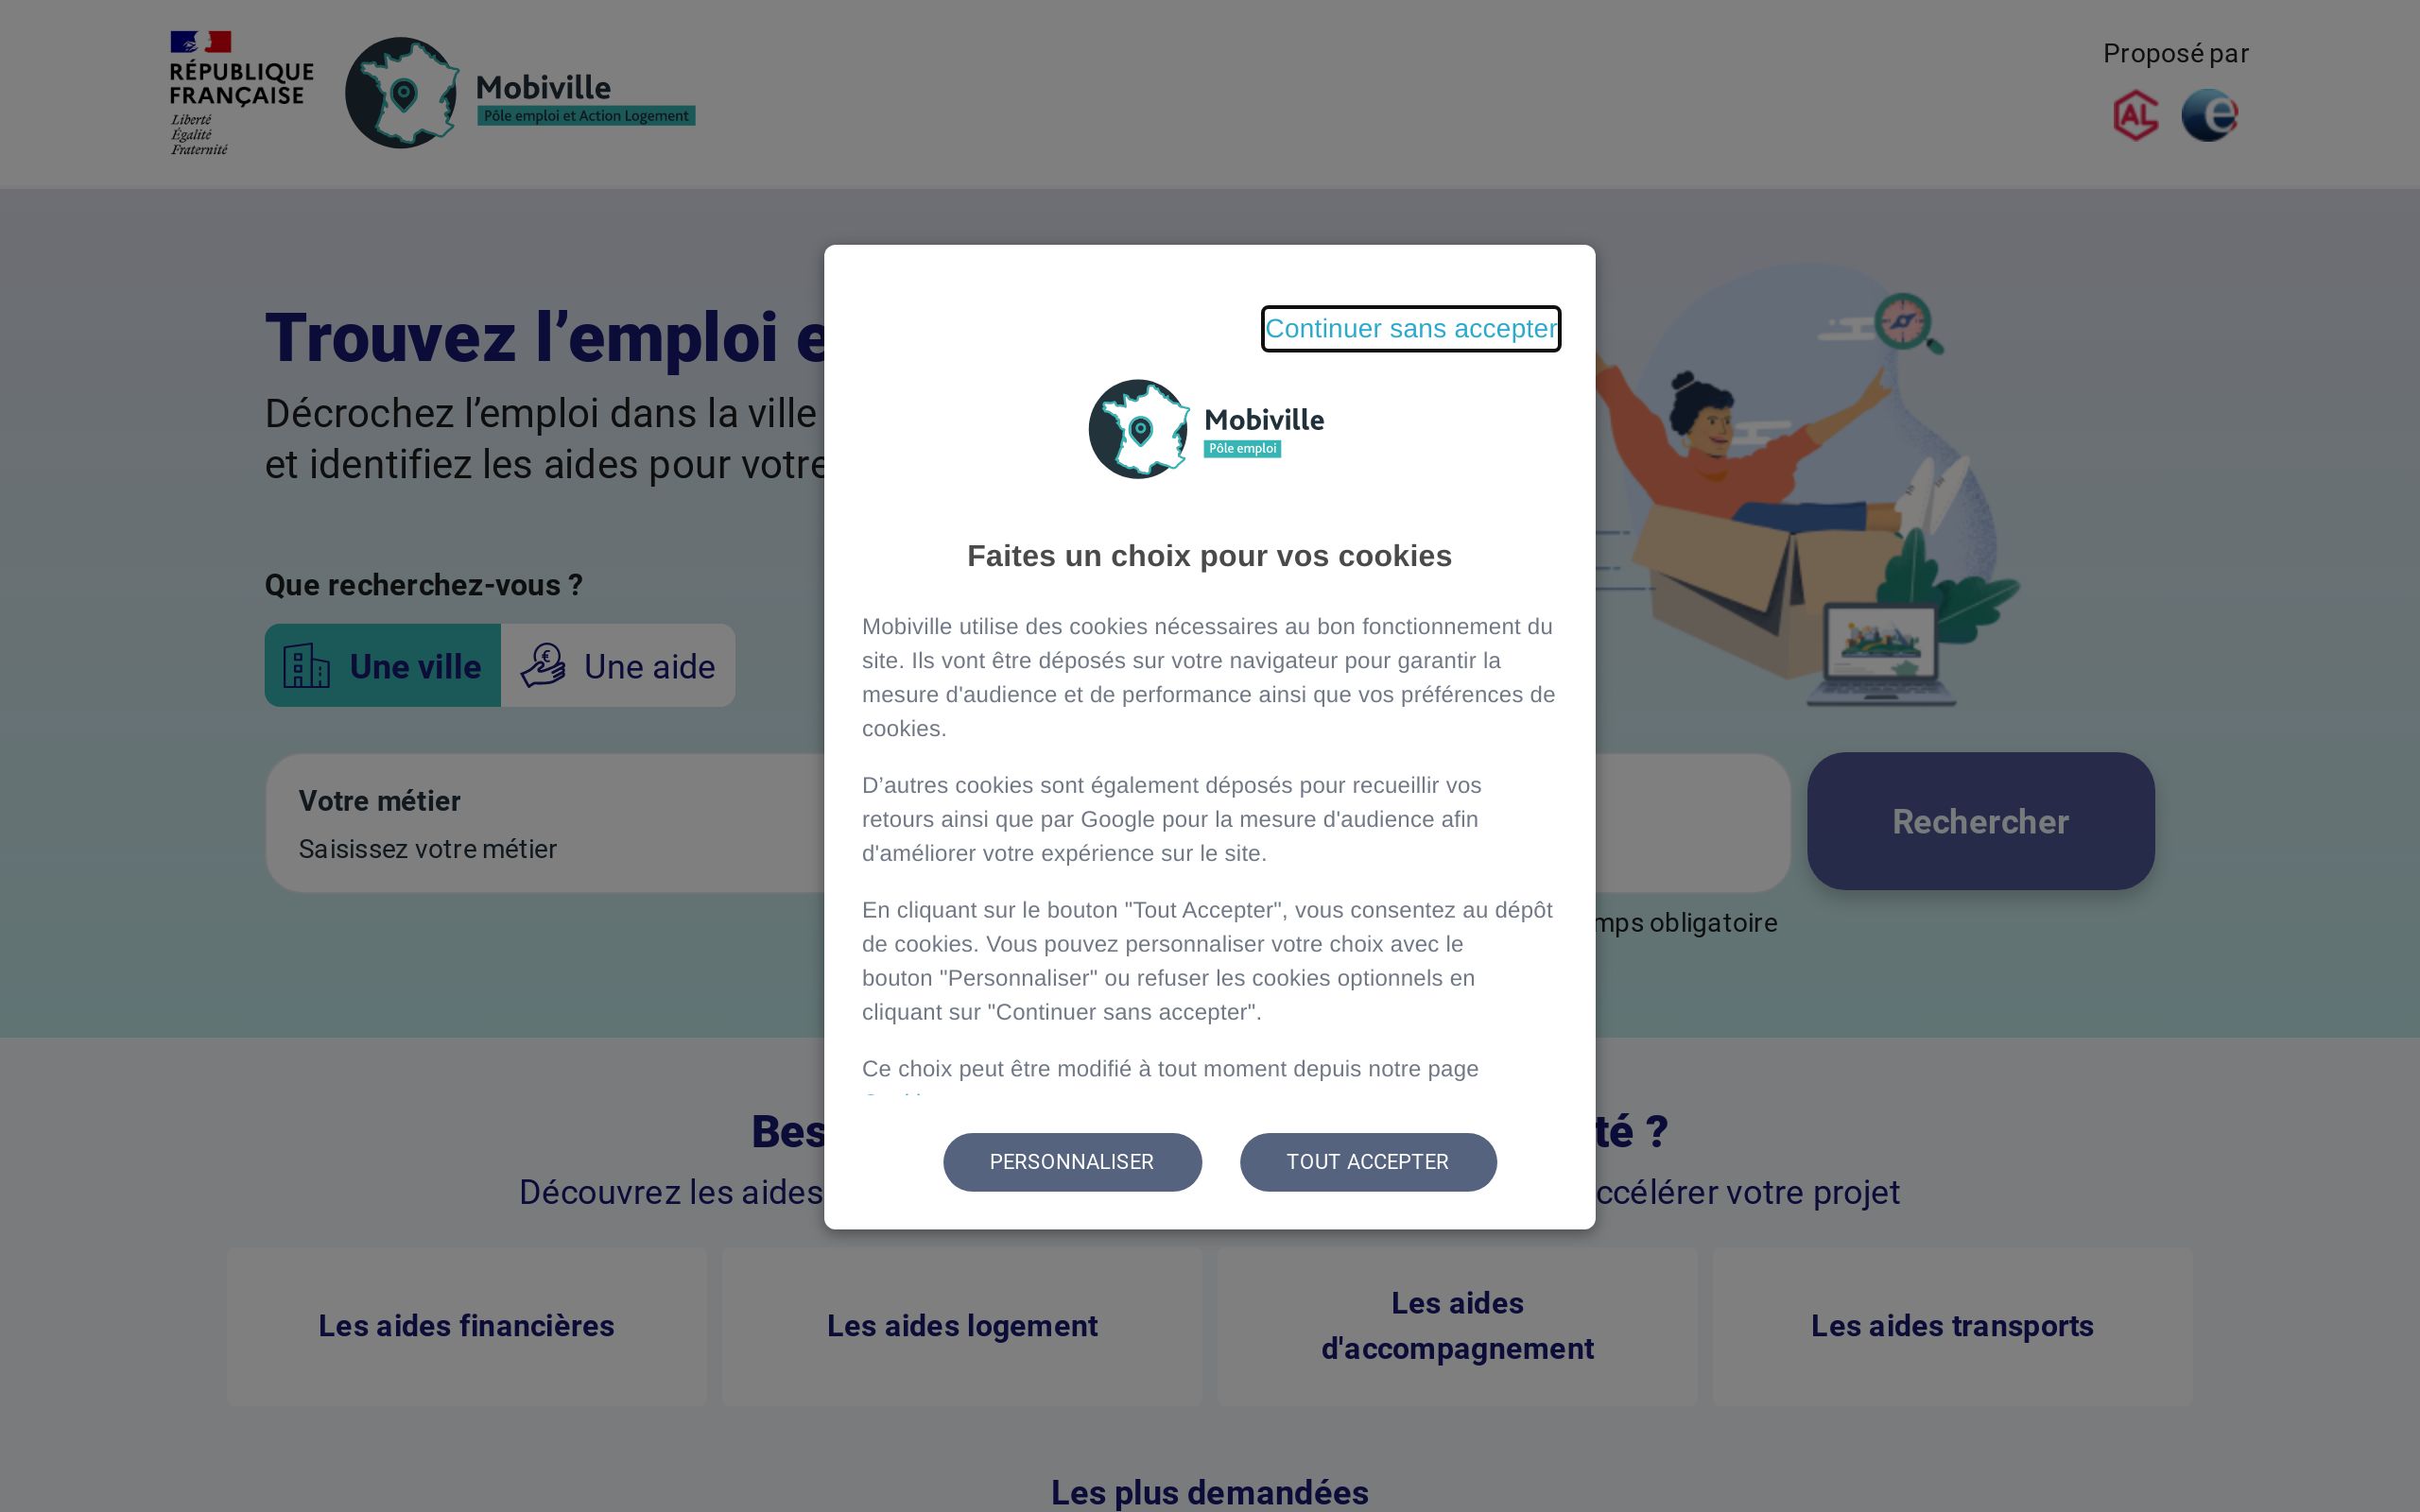 RÉPUBLIQUE
FRANÇAISE
Liberté
Égalité
Fraternité
Mobiville
Pôle emploi et Action Logement
Proposé par
AL
e
Trouvez l’emploi
Décrochez l’emploi dans la ville
et identifiez les aides pour votre
Que recherchez-vous ?
Une ville
Une aide
Votre métier
Saisissez votre métier
Rechercher
obligatoire
Continuer sans accepter
Mobiville
Pôle emploi
Faites un choix pour vos cookies
Mobiville utilise des cookies nécessaires au bon fonctionnement du
site. Ils vont être déposés sur votre navigateur pour garantir la
mesure d'audience et de performance ainsi que vos préférences de
cookies.
D’autres cookies sont également déposés pour recueillir vos
retours ainsi que par Google pour la mesure d'audience afin
d'améliorer votre expérience sur le site.
En cliquant sur le bouton "Tout Accepter", vous consentez au dépôt
de cookies. Vous pouvez personnaliser votre choix avec le
bouton "Personnaliser" ou refuser les cookies optionnels en
cliquant sur "Continuer sans accepter".
Ce choix peut être modifié à tout moment depuis notre page
PERSONNALISER
TOUT ACCEPTER
Bes té ?
Découvrez les aides ccélérer votre projet
Les aides financières
Les aides logement
Les aides
d'accompagnement
Les aides transports
Les plus demandées